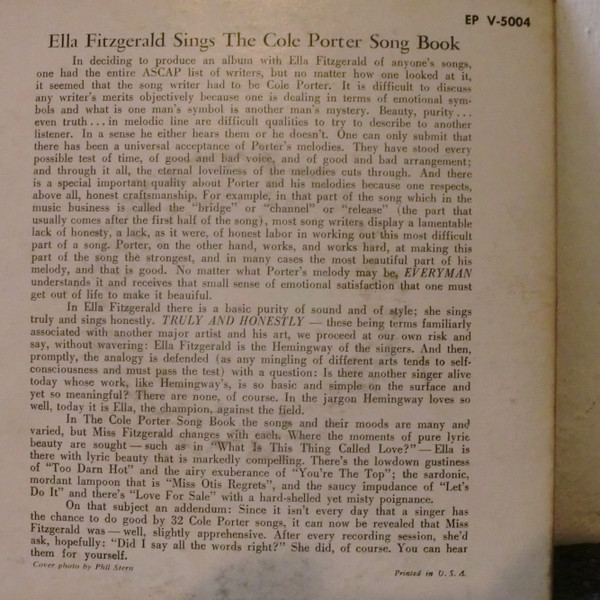 EP V-5004
Ella Fitzgerald Sings The Cole Porter Song Book
In deciding to produce an album with Ella Fitzgerald of anyone's songs,
one had the entire ASCAP list of writers, but no matter how one looked at it,
it seemed that the song writer had to be Cole Porter. It is difficult to discuss
any writer's merits objectively because one is dealing in terms of emotional sym-
bols and what is one man's symbol is another man's mystery. Beauty, purity...
even truth...in melodic line are difficult qualities to try to describe to another
listener. In a sense he either hears them or he doesn't. One can only submit that
there has been a universal acceptance of Porter's melodies. They have stood every
possible test of time, of good and bad voice, and of good and bad arrangement;
and through it all, the eternal loveliness of the melodies cuts through. And there
is a special important quality about Porter and his melodies because one respects,
above all, honest craftsmanship. For example, in that part of the song which in the
music business is called the "bridge" or "channel" or "release" (the part that
usually comes after the first half of the song), most song writers display a lamentable
lack of honesty, a lack, as it were, of honest labor in working out this most difficult
part of a song. Porter, on the other hand, works, and works hard, at making this
part of the song the strongest, and in many cases the most beautiful part of his
melody, and that is good. No matter what Porter's melody may be, EVERYMAN
understands it and receives that small sense of emotional satisfaction that one must
get out of life to make it beauiful.
In Ella Fitzgerald there is a basic purity of sound and of style; she sings
truly and sings honestly. TRULY AND HONESTLY — these being terms familiarly
associated with another major artist and his art, we proceed at our own risk and
say, without wavering: Ella Fitzgerald is the Hemingway of the singers. And then,
promptly, the analogy is defended (as any mingling of different arts tends to self-
consciousness and must pass the test) with a question: Is there another singer alive
today whose work, like Hemingway's, is so basic and simple on the surface and
yet so meaningful? There are none, of course. In the jargon Hemingway loves so
well, today it is Ella, the champion, against the field.
In The Cole Porter Song Book the songs and their moods are many and
varied, but Miss Fitzgerald changes with each. Where the moments of pure lyric
beauty are sought — such as in "What Is This Thing Called Love?" — Ella is
there with lyric beauty that is markedly compelling. There's the lowdown gustiness
of "Too Darn Hot" and the airy exuberance of "You're The Top"; the sardonic,
mordant lampoon that is "Miss Otis Regrets", and the saucy impudance of "Let's
Do It" and there's "Love For Sale" with a hard-shelled yet misty poignance.
On that subject an addendum: Since it isn't every day that a singer has
the chance to do good by 32 Cole Porter songs, it can now be revealed that Miss
Fitzgerald was — well, slightly apprehensive. After every recording session, she'd
ask, hopefully: "Did I say all the words right?" She did, of course. You can hear
them for yourself.
Cover photo by Phil Stern
Printed in U.S.A.